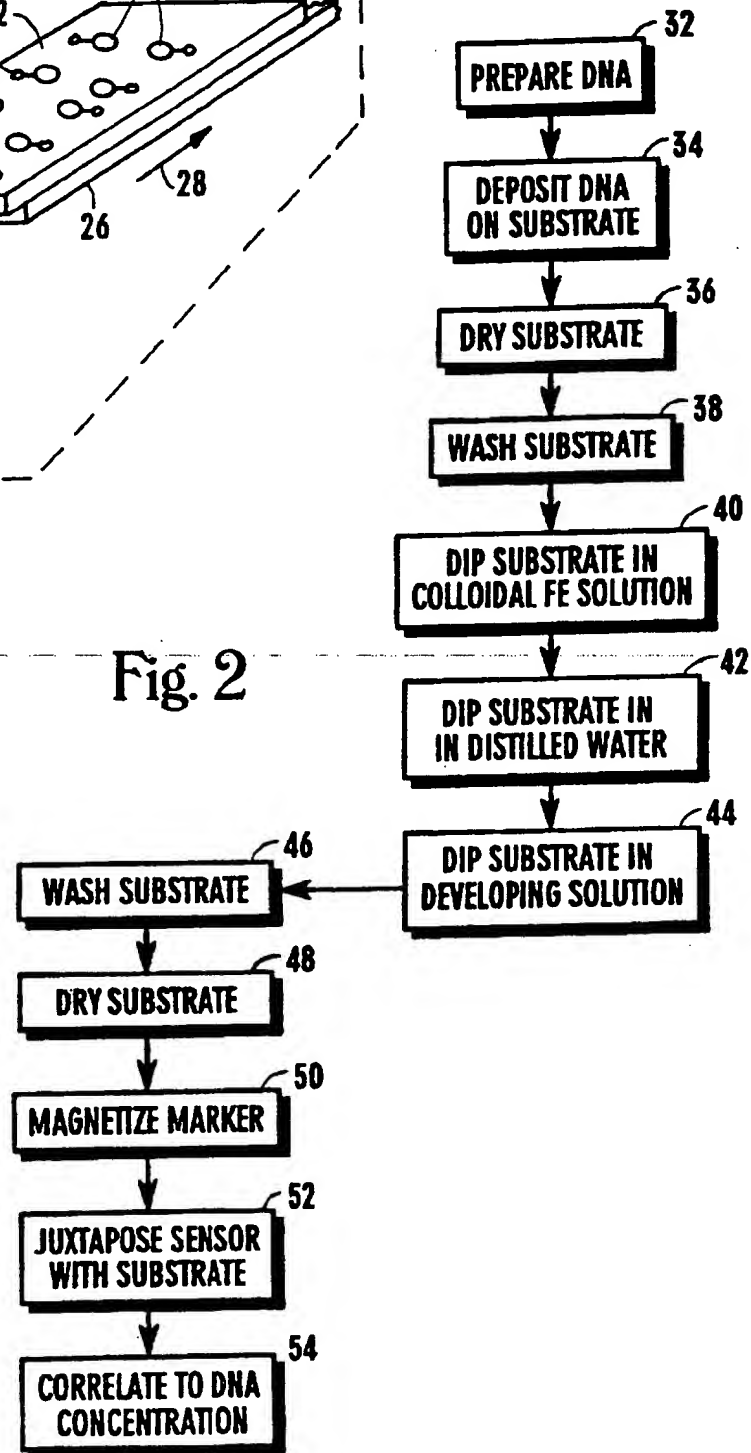 2
28
26
32
PREPARE DNA
34
DEPOSIT DNA
ON SUBSTRATE
36
DRY SUBSTRATE
38
WASH SUBSTRATE
40
DIP SUBSTRATE IN
COLLOIDAL FE SOLUTION
Fig. 2
42
DIP SUBSTRATE IN
IN DISTILLED WATER
44
DIP SUBSTRATE IN
DEVELOPING SOLUTION
46
WASH SUBSTRATE
48
DRY SUBSTRATE
50
MAGNETIZE MARKER
52
JUXTAPOSE SENSOR
WITH SUBSTRATE
54
CORRELATE TO DNA
CONCENTRATION